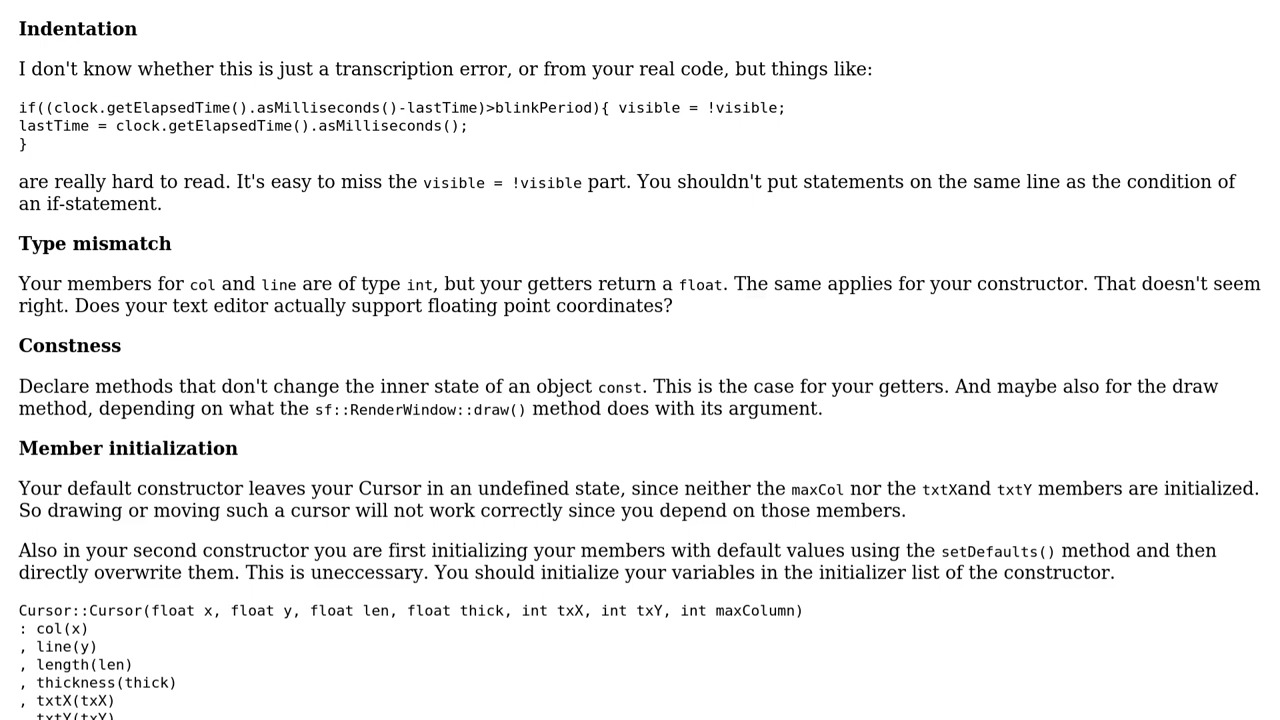 Indentation
I don't know whether this is just a transcription error, or from your real code, but things like:
if((clock.getElapsedTime().asMilliseconds()-lastTime)>blinkPeriod){ visible = !visible;
lastTime = clock.getElapsedTime().asMilliseconds();
}
are really hard to read. It's easy to miss the visible = !visible part. You shouldn't put statements on the same line as the condition of
an if-statement.
Type mismatch
Your members for col and line are of type int, but your getters return a float. The same applies for your constructor. That doesn't seem
right. Does your text editor actually support floating point coordinates?
Constness
Declare methods that don't change the inner state of an object const. This is the case for your getters. And maybe also for the draw
method, depending on what the sf::RenderWindow::draw() method does with its argument.
Member initialization
Your default constructor leaves your Cursor in an undefined state, since neither the maxCol nor the txtXand txtY members are initialized.
So drawing or moving such a cursor will not work correctly since you depend on those members.
Also in your second constructor you are first initializing your members with default values using the setDefaults() method and then
directly overwrite them. This is uneccessary. You should initialize your variables in the initializer list of the constructor.
Cursor::Cursor(float x, float y, float len, float thick, int txX, int txY, int maxColumn)
: col(x)
, line(y)
, length(len)
, thickness(thick)
, txtX(txX)
, txtY(txY)